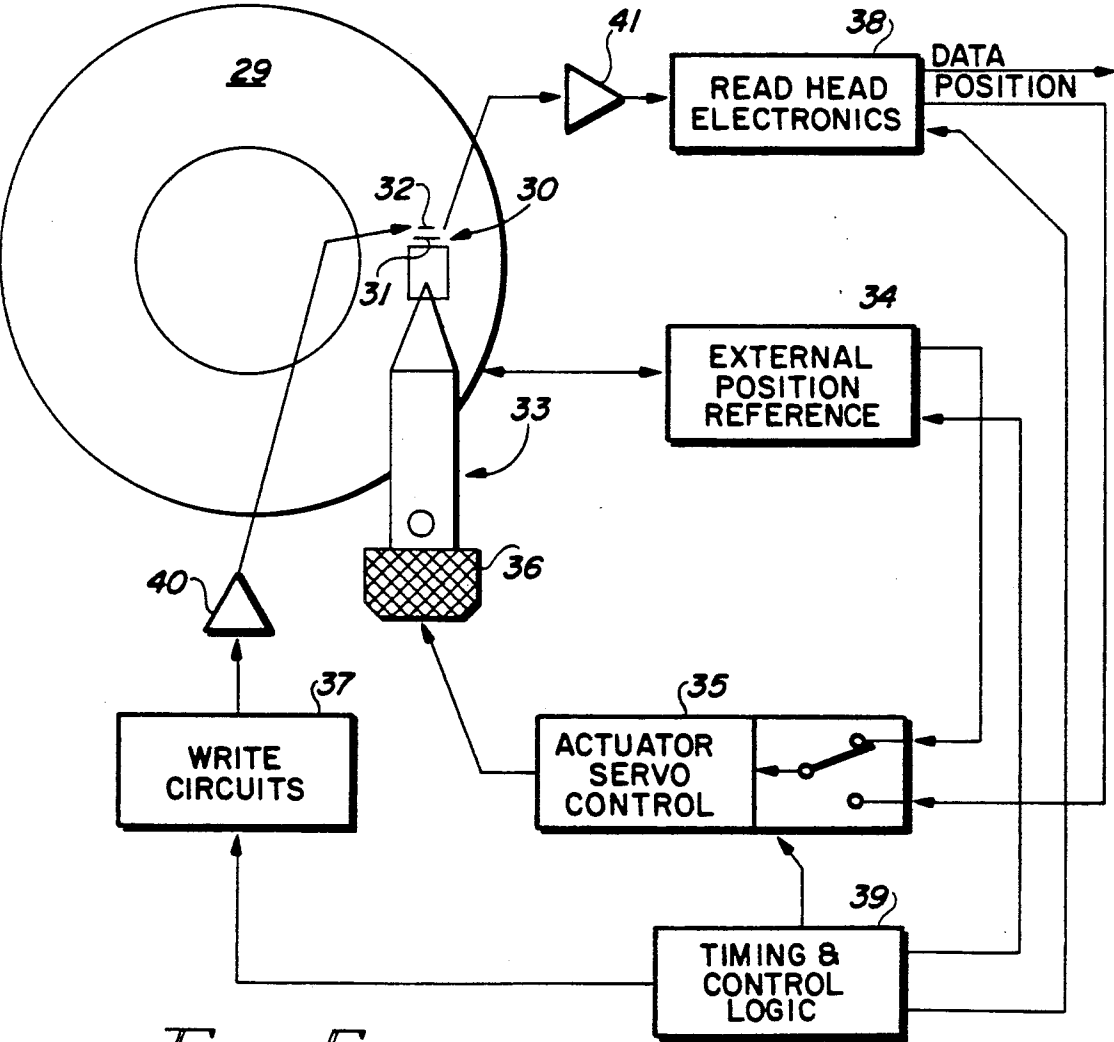 41
38
29
DATA
READ HEAD
ELECTRONICS
POSITION
32
30
31
34
EXTERNAL
POSITION
REFERENCE
33
36
40
37
35
WRITE
CIRCUITS
ACTUATOR
SERVO
CONTROL
39
TIMING &
CONTROL
LOGIC